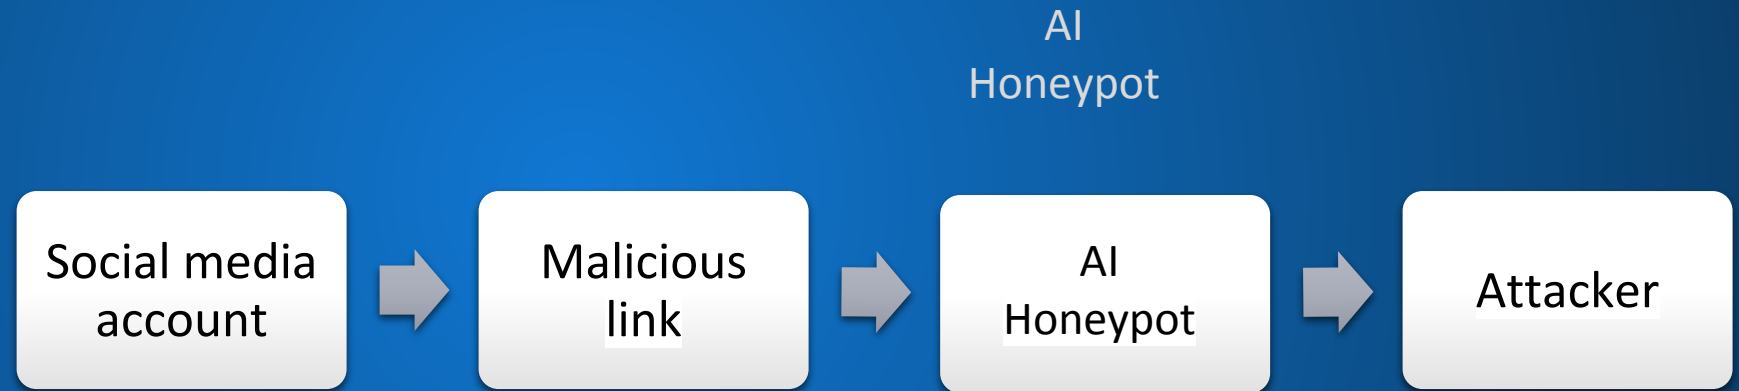 AI
Honeypot
Social media
account
Malicious
link
AI
Honeypot
Attacker